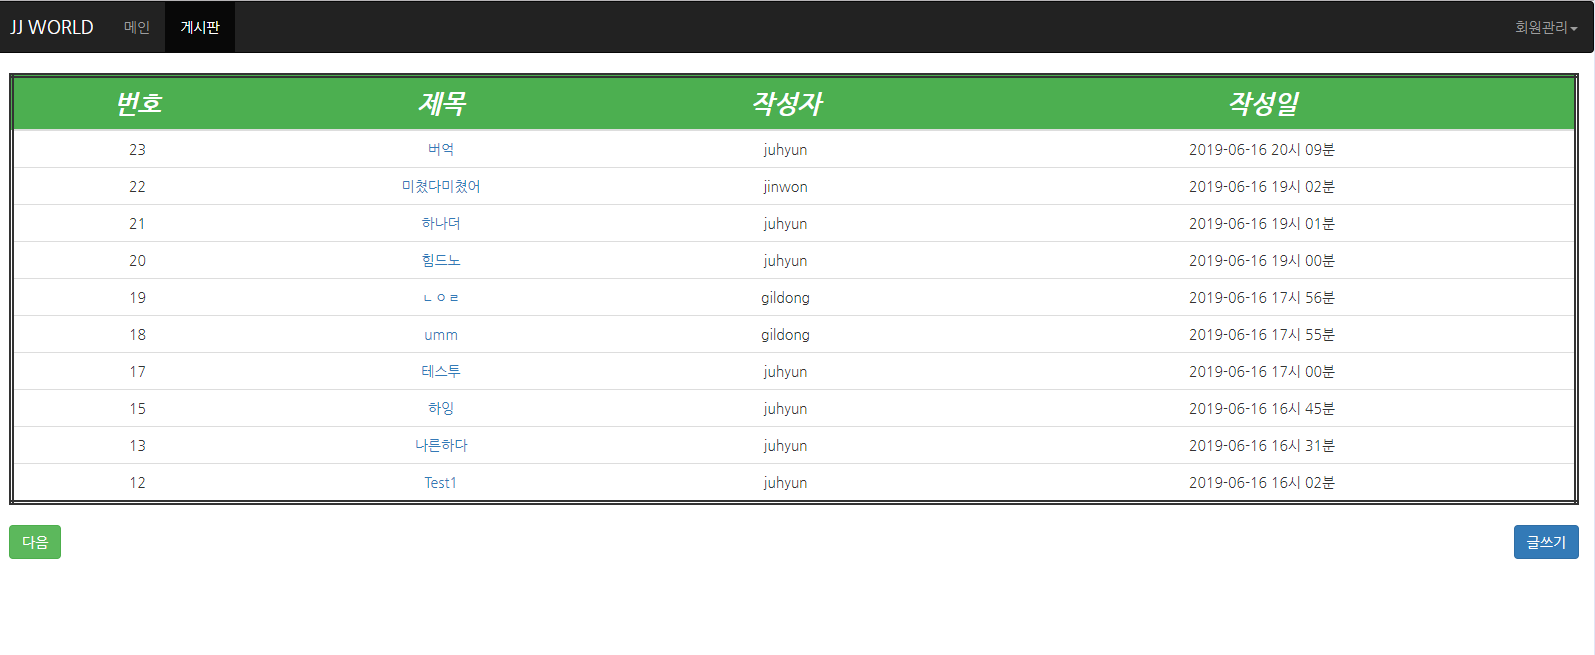 JJ WORLD 메인 게시판 회원관리
번호 제목 작성자 작성일
23 버억 juhyun 2019-06-16 20시 09분
22 미쳤다미쳤어 jinwon 2019-06-16 19시 02분
21 하나더 juhyun 2019-06-16 19시 01분
20 힘드노 juhyun 2019-06-16 19시 00분
19 ㄴㅇㄹ gildong 2019-06-16 17시 56분
18 umm gildong 2019-06-16 17시 55분
17 테스투 juhyun 2019-06-16 17시 00분
15 하잉 juhyun 2019-06-16 16시 45분
13 나른하다 juhyun 2019-06-16 16시 31분
12 Test1 juhyun 2019-06-16 16시 02분
다음 글쓰기